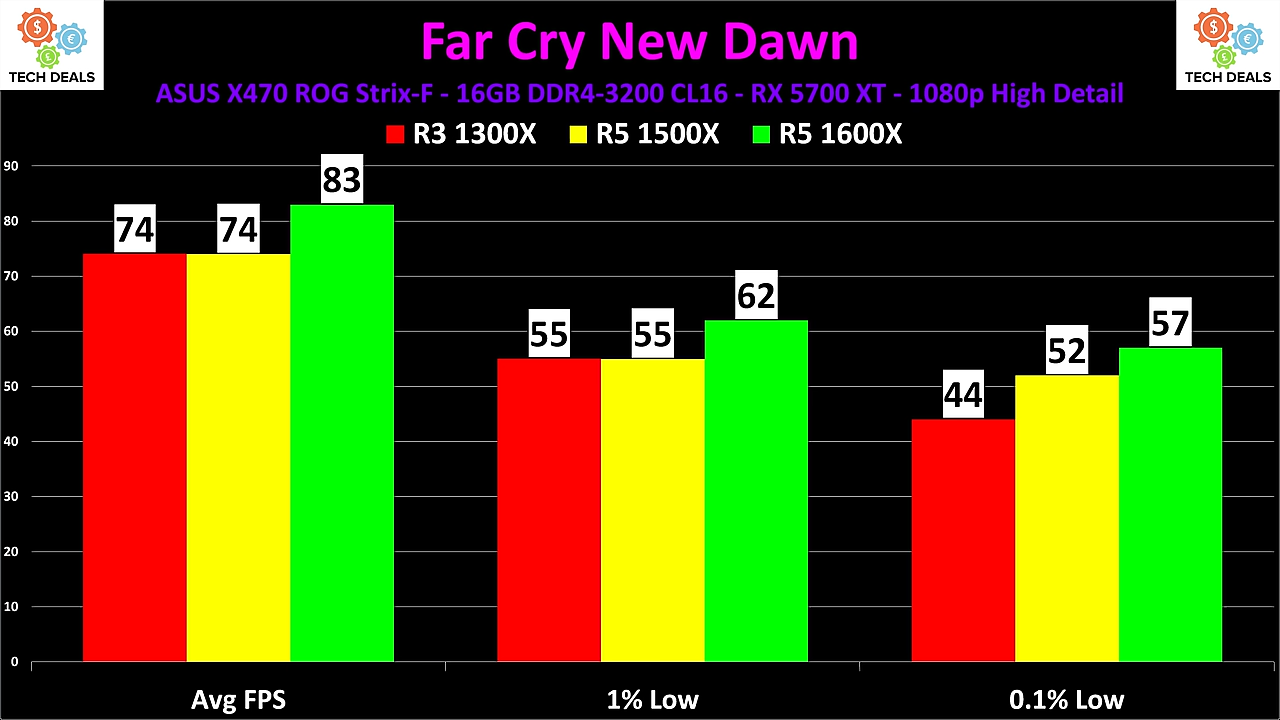 Far Cry New Dawn
TECH DEALS
TECH DEALS
ASUS X470 ROG Strix-F - 16GB DDR4-3200 CL16 - RX 5700 XT - 1080p High Detail
R3 1300X R5 1500X R5 1600X
90
80
70
60
50
40
30
20
10
0
74 74 83
55 55 62
44 52 57
Avg FPS 1% Low 0.1% Low